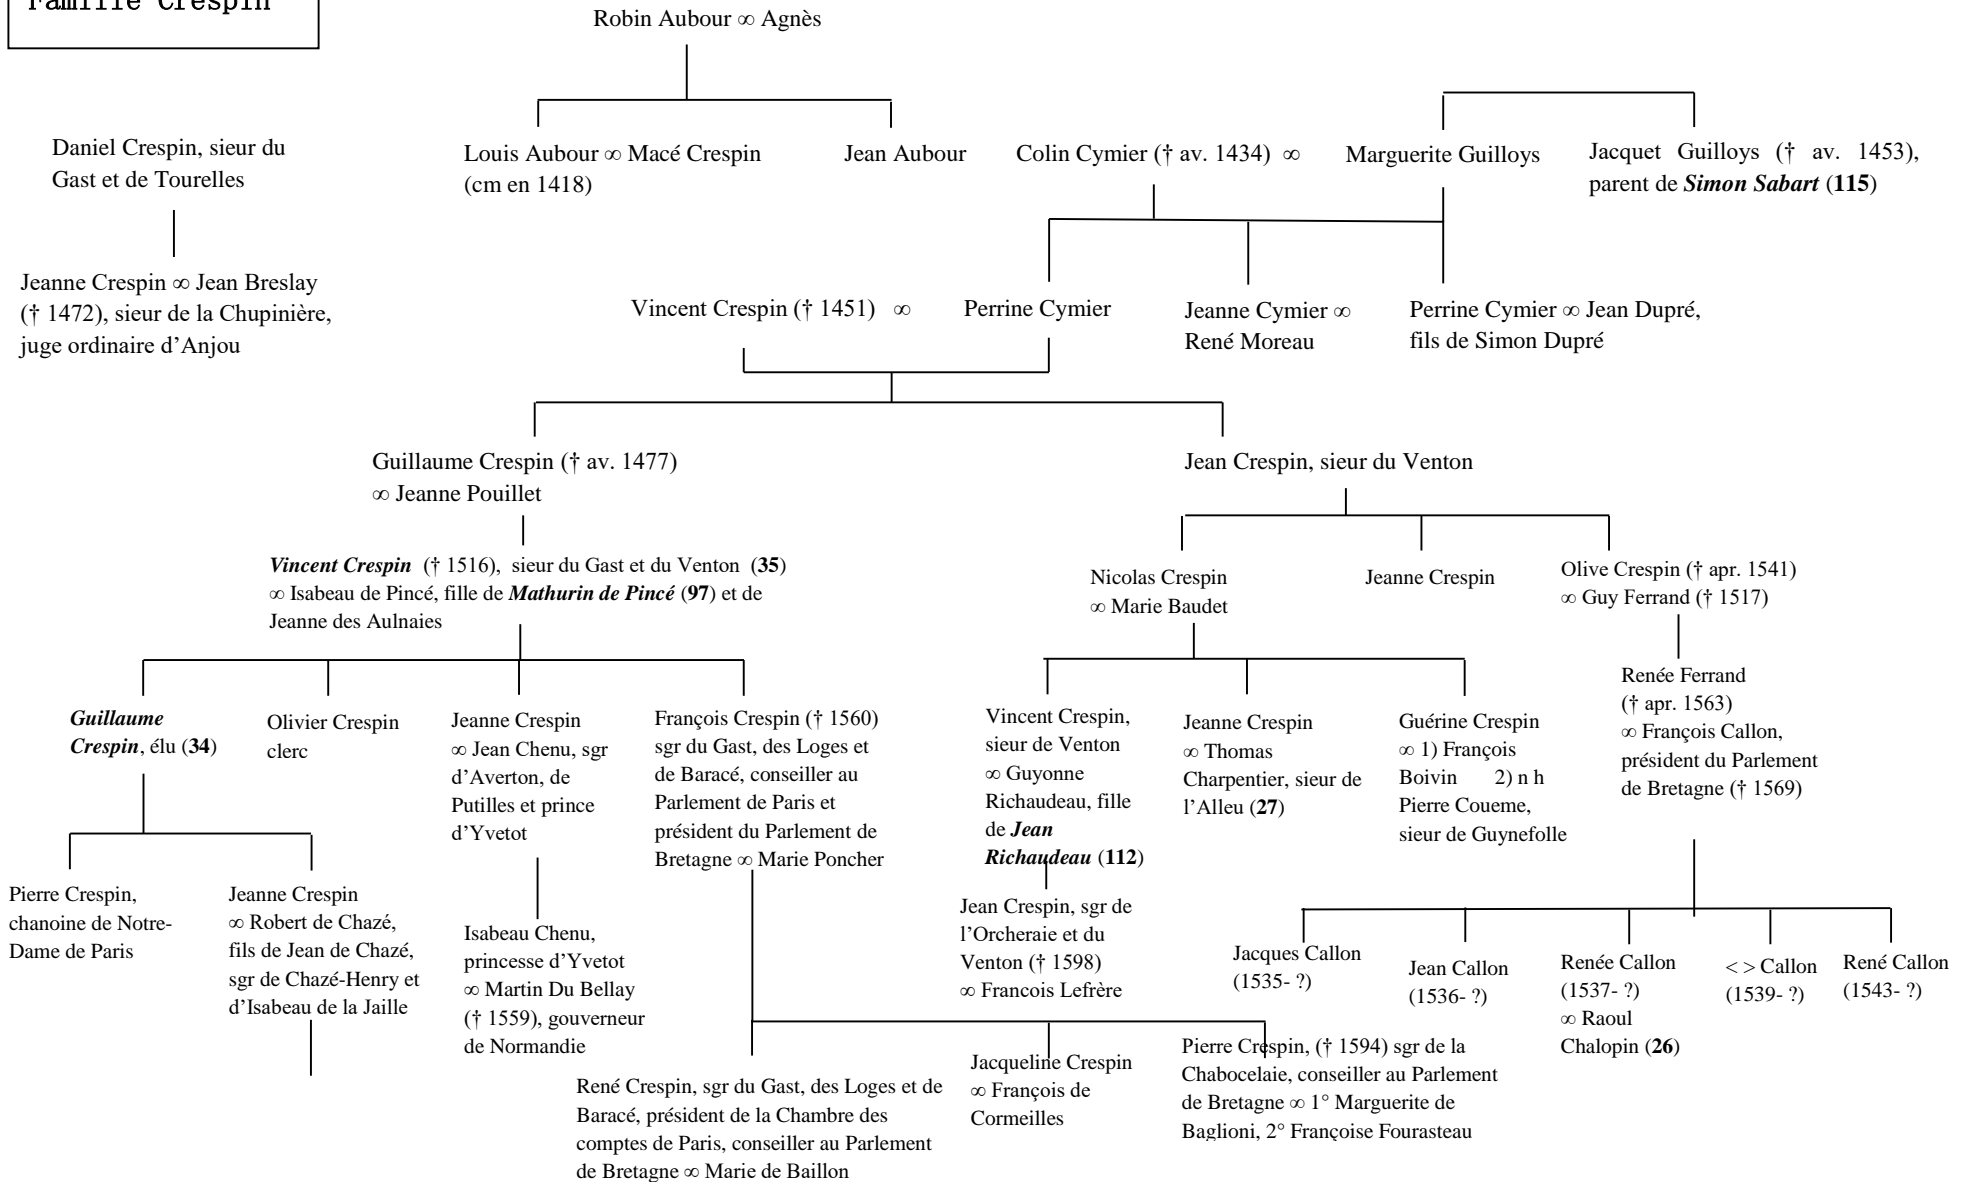 Famille Crespin
Robin Aubour ∞ Agnès
Daniel Crespin, sieur du
Gast et de Tourelles
Louis Aubour ∞ Macé Crespin
(cm en 1418)
Jean Aubour
Colin Cymier († av. 1434) ∞
Marguerite Guilloys
Jacquet Guilloys († av. 1453),
parent de Simon Sabart (115)
Jeanne Crespin ∞ Jean Breslay
(† 1472), sieur de la Chupinière,
juge ordinaire d’Anjou
Vincent Crespin († 1451) ∞
Perrine Cymier
Jeanne Cymier ∞
René Moreau
Perrine Cymier ∞ Jean Dupré,
fils de Simon Dupré
Guillaume Crespin († av. 1477)
∞ Jeanne Pouillet
Jean Crespin, sieur du Venton
Vincent Crespin († 1516), sieur du Gast et du Venton (35)
∞ Isabeau de Pincé, fille de Mathurin de Pincé (97) et de
Jeanne des Aulnaies
Nicolas Crespin
∞ Marie Baudet
Jeanne Crespin
Olive Crespin († apr. 1541)
∞ Guy Ferrand († 1517)
Guillaume
Crespin, élu (34)
Olivier Crespin
clerc
Jeanne Crespin
∞ Jean Chenu, sgr
d’Averton, de
Putilles et prince
d’Yvetot
François Crespin († 1560)
sgr du Gast, des Loges et
de Baracé, conseiller au
Parlement de Paris et
président du Parlement de
Bretagne ∞ Marie Poncher
Vincent Crespin,
sieur de Venton
∞ Guyonne
Richaudeau, fille
de Jean
Richaudeau (112)
Jeanne Crespin
∞ Thomas
Charpentier, sieur de
l’Alleu (27)
Guérine Crespin
∞ 1) François
Boivin 2) n h
Pierre Coueme,
sieur de Guynefolle
Renée Ferrand
(† apr. 1563)
∞ François Callon,
président du Parlement
de Bretagne († 1569)
Pierre Crespin,
chanoine de Notre-
Dame de Paris
Jeanne Crespin
∞ Robert de Chazé,
fils de Jean de Chazé,
sgr de Chazé-Henry et
d’Isabeau de la Jaille
Isabeau Chenu,
princesse d’Yvetot
∞ Martin Du Bellay
(† 1559), gouverneur
de Normandie
Jean Crespin, sgr de
l’Orcheraie et du
Venton († 1598)
∞ Francois Lefrère
Jacques Callon
(1535- ?)
Jean Callon
(1536- ?)
Renée Callon
(1537- ?)
∞ Raoul
Chalopin (26)
< > Callon
(1539- ?)
René Callon
(1543- ?)
René Crespin, sgr du Gast, des Loges et de
Baracé, président de la Chambre des
comptes de Paris, conseiller au Parlement
de Bretagne ∞ Marie de Baillon
Jacqueline Crespin
∞ François de
Cormeilles
Pierre Crespin, († 1594) sgr de la
Chabocelaie, conseiller au Parlement
de Bretagne ∞ 1° Marguerite de
Baglioni, 2° Françoise Fourasteau